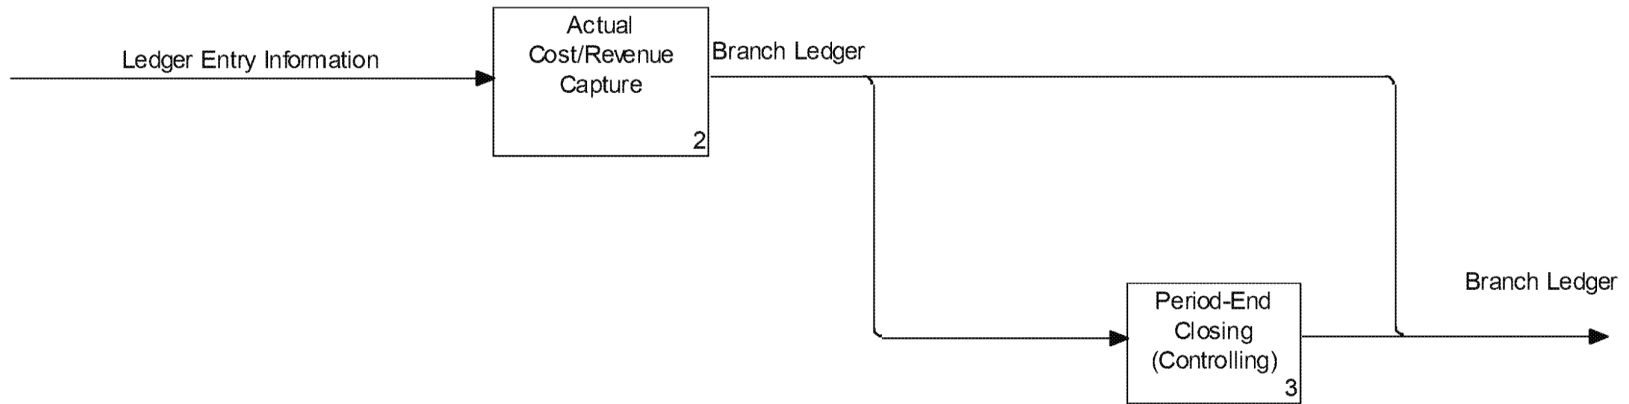 Ledger Entry Information
Actual
Cost/Revenue
Capture
2
Branch Ledger
Period-End
Closing
(Controlling)
3
Branch Ledger